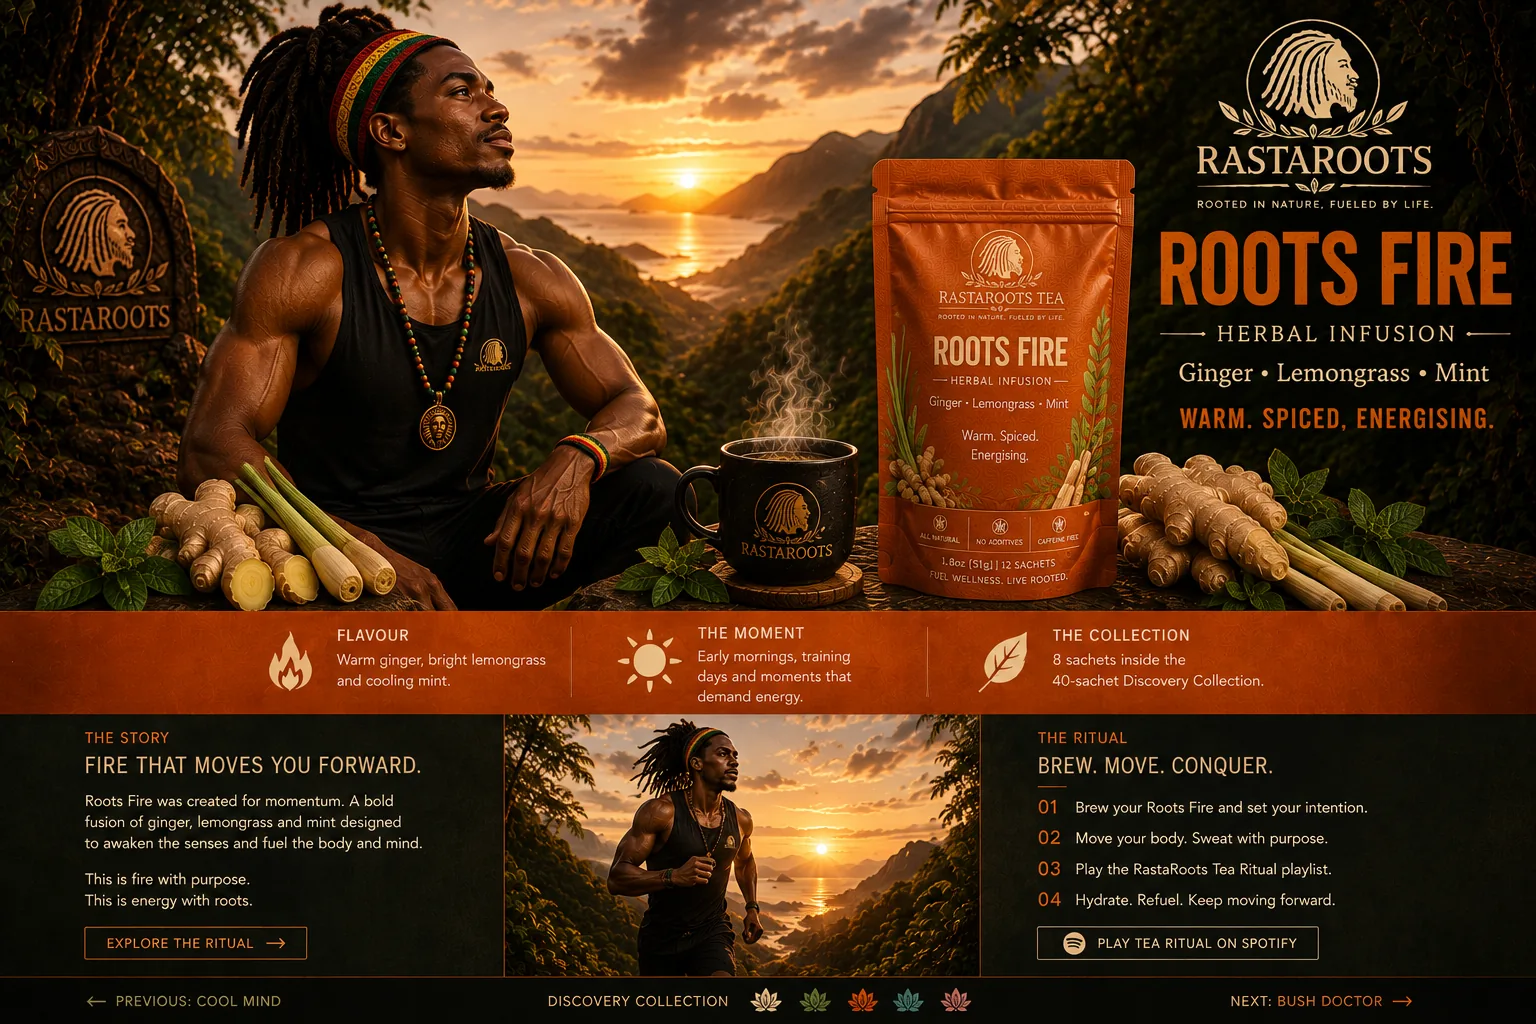 RASTAROOTS
ROOTED IN NATURE, FUELED BY LIFE.
ROOTS FIRE
HERBAL INFUSION
Ginger • Lemongrass • Mint
WARM. SPICED, ENERGISING.
RASTAROOTS
RASTAROOTS
RASTAROOTS TEA
ROOTED IN NATURE, FUELED BY LIFE.
ROOTS FIRE
HERBAL INFUSION
Ginger • Lemongrass • Mint
Warm. Spiced.
Energising.
ALL NATURAL
NO ADDITIVES
CAFFEINE FREE
1.8oz [51g] | 12 SACHETS
FUEL WELLNESS. LIVE ROOTED.
FLAVOUR
Warm ginger, bright lemongrass
and cooling mint.
THE MOMENT
Early mornings, training
days and moments that
demand energy.
THE COLLECTION
8 sachets inside the
40-sachet Discovery Collection.
THE STORY
FIRE THAT MOVES YOU FORWARD.
Roots Fire was created for momentum. A bold
fusion of ginger, lemongrass and mint designed
to awaken the senses and fuel the body and mind.
This is fire with purpose.
This is energy with roots.
EXPLORE THE RITUAL →
THE RITUAL
BREW. MOVE. CONQUER.
01 Brew your Roots Fire and set your intention.
02 Move your body. Sweat with purpose.
03 Play the RastaRoots Tea Ritual playlist.
04 Hydrate. Refuel. Keep moving forward.
PLAY TEA RITUAL ON SPOTIFY
← PREVIOUS: COOL MIND
DISCOVERY COLLECTION
NEXT: BUSH DOCTOR →